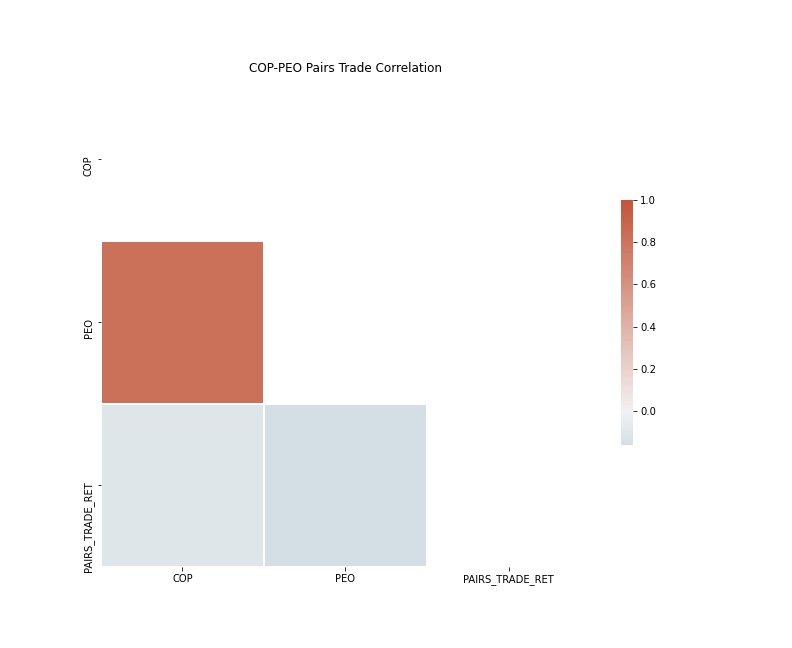 COP-PEO Pairs Trade Correlation
COP
PEO
PAIRS_TRADE_RET
COP
PEO
PAIRS_TRADE_RET
1.0
0.8
0.6
0.4
0.2
0.0